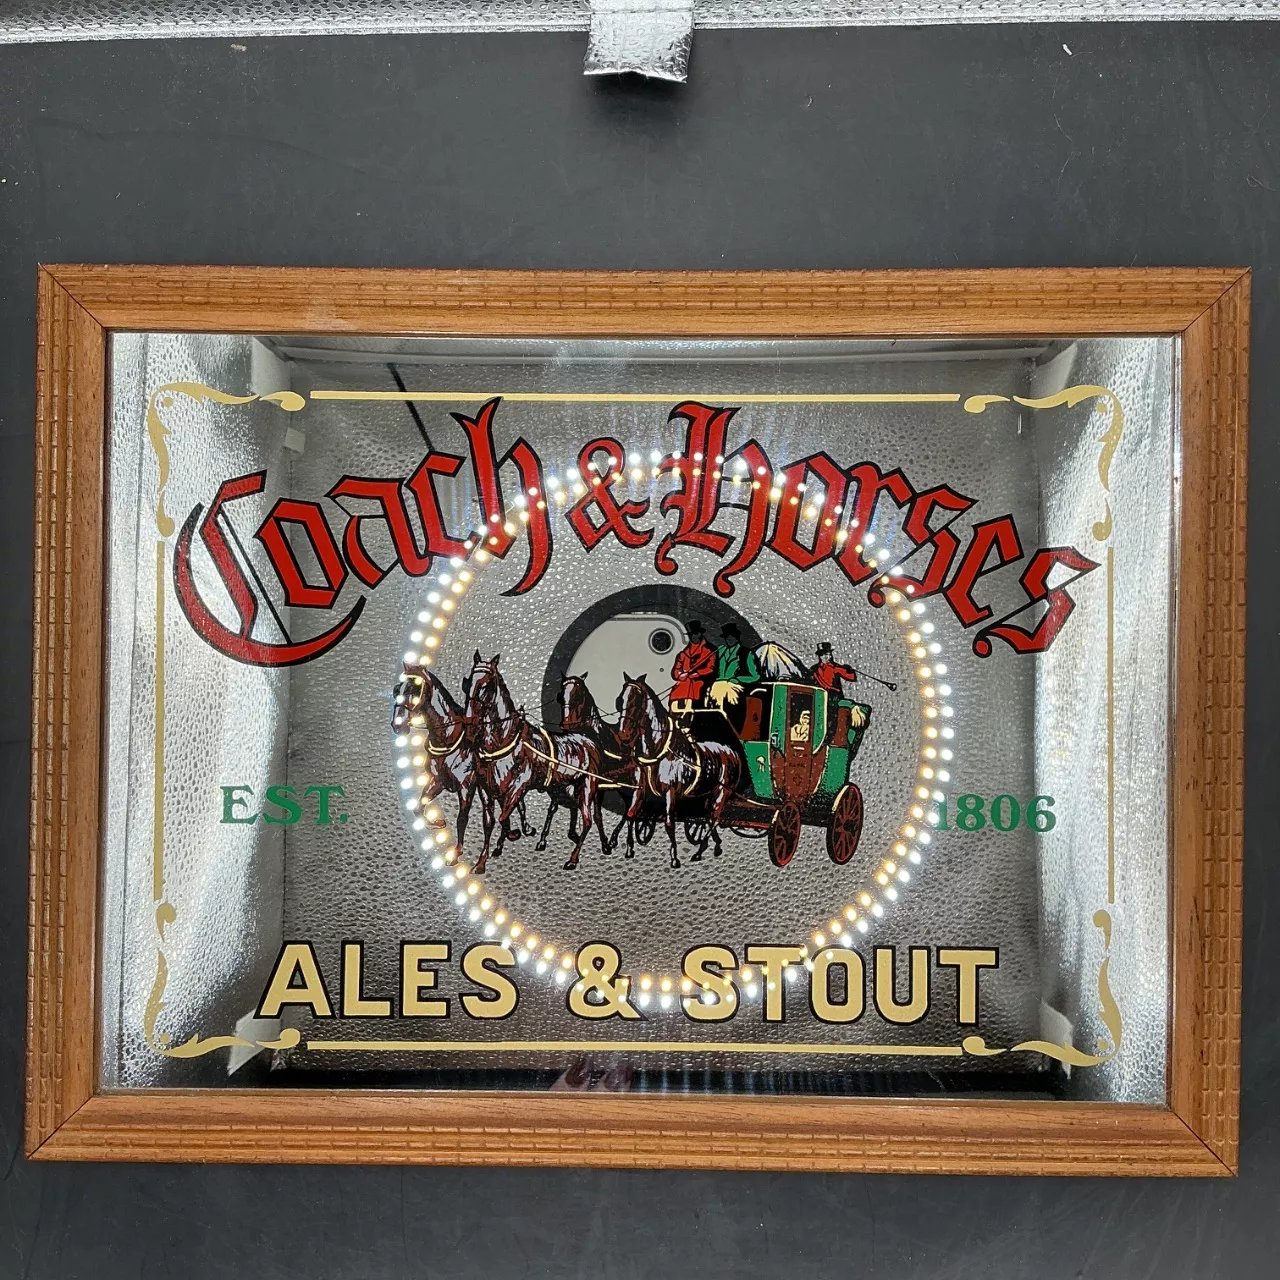 Coach & Horses
EST. 1806
ALES & STOUT